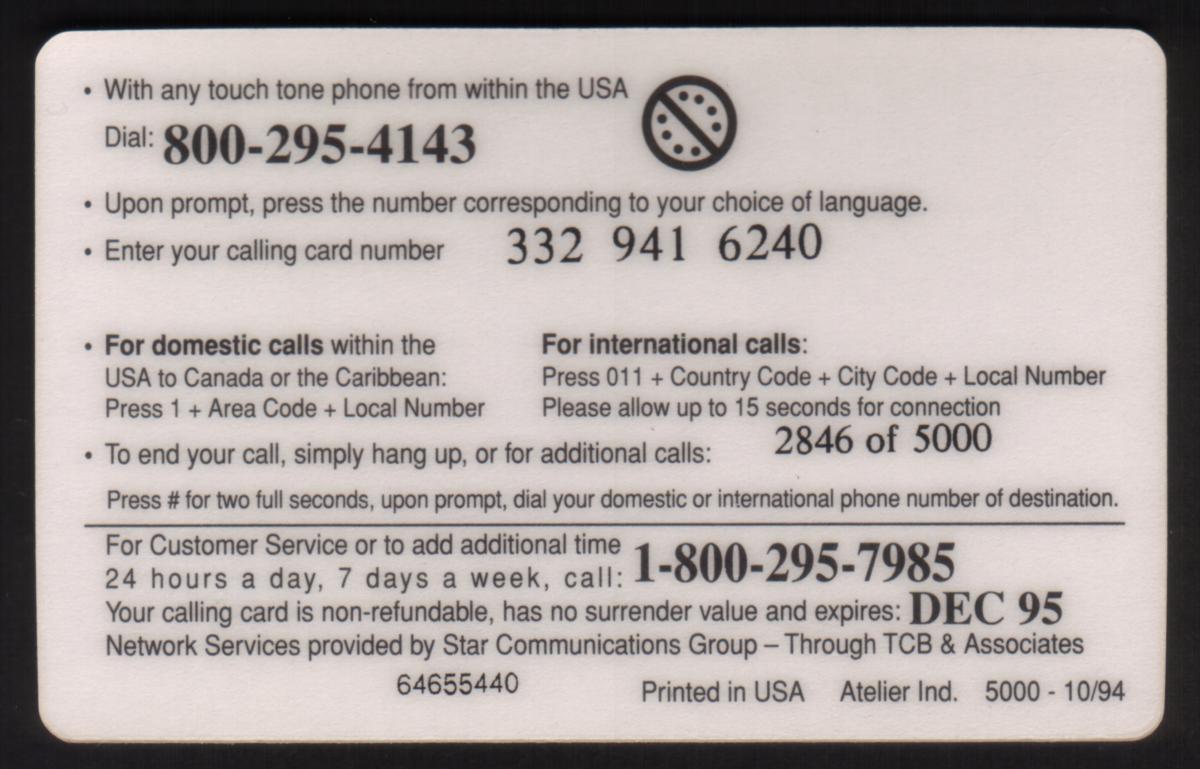 • With any touch tone phone from within the USA
Dial: 800-295-4143
• Upon prompt, press the number corresponding to your choice of language.
• Enter your calling card number 332 941 6240
• For domestic calls within the
USA to Canada or the Caribbean:
Press 1 + Area Code + Local Number
For international calls:
Press 011 + Country Code + City Code + Local Number
Please allow up to 15 seconds for connection
2846 of 5000
• To end your call, simply hang up, or for additional calls:
Press # for two full seconds, upon prompt, dial your domestic or international phone number of destination.
For Customer Service or to add additional time
24 hours a day, 7 days a week, call: 1-800-295-7985
Your calling card is non-refundable, has no surrender value and expires: DEC 95
Network Services provided by Star Communications Group – Through TCB & Associates
64655440
Printed in USA Atelier Ind. 5000 - 10/94